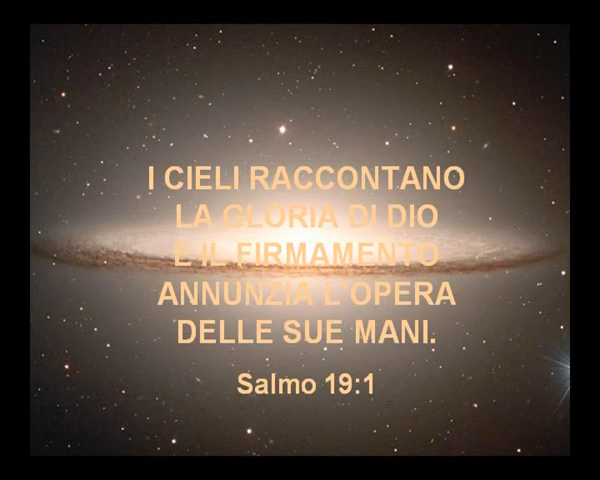 I CIELI RACCONTANO
LA GLORIA DI DIO
E IL FIRMAMENTO
ANNUNZIA L'OPERA
DELLE SUE MANI.
Salmo 19:1